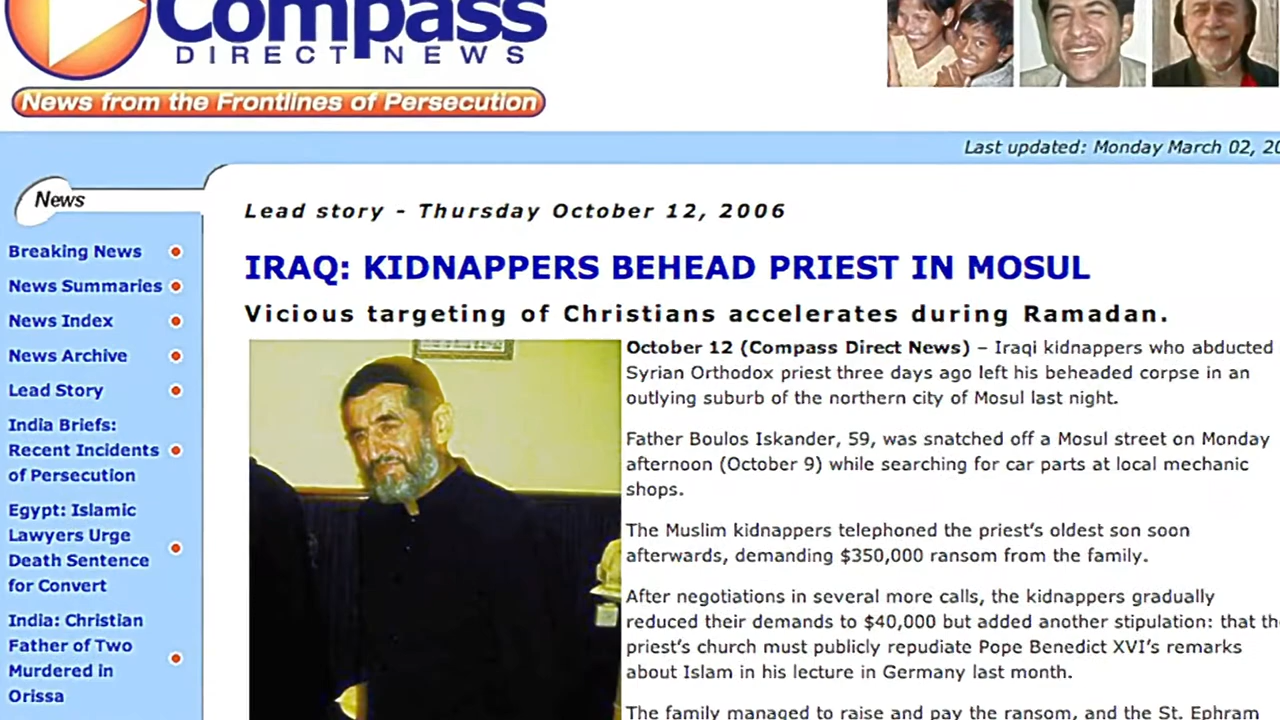 Compass
DIRECT NEWS
News from the Frontlines of Persecution
Last updated: Monday March 02,
News
Lead story - Thursday October 12, 2006
Breaking News
News Summaries
News Index
News Archive
Lead Story
India Briefs:
Recent Incidents
of Persecution
Egypt: Islamic
Lawyers Urge
Death Sentence
for Convert
India: Christian
Father of Two
Murdered in
Orissa
IRAQ: KIDNAPPERS BEHEAD PRIEST IN MOSUL
Vicious targeting of Christians accelerates during Ramadan.
October 12 (Compass Direct News) – Iraqi kidnappers who abducted
Syrian Orthodox priest three days ago left his beheaded corpse in an
outlying suburb of the northern city of Mosul last night.
Father Boulos Iskander, 59, was snatched off a Mosul street on Monday
afternoon (October 9) while searching for car parts at local mechanic
shops.
The Muslim kidnappers telephoned the priest's oldest son soon
afterwards, demanding $350,000 ransom from the family.
After negotiations in several more calls, the kidnappers gradually
reduced their demands to $40,000 but added another stipulation: that th
priest's church must publicly repudiate Pope Benedict XVI's remarks
about Islam in his lecture in Germany last month.
The family managed to raise and pay the ransom, and the St. Ephram